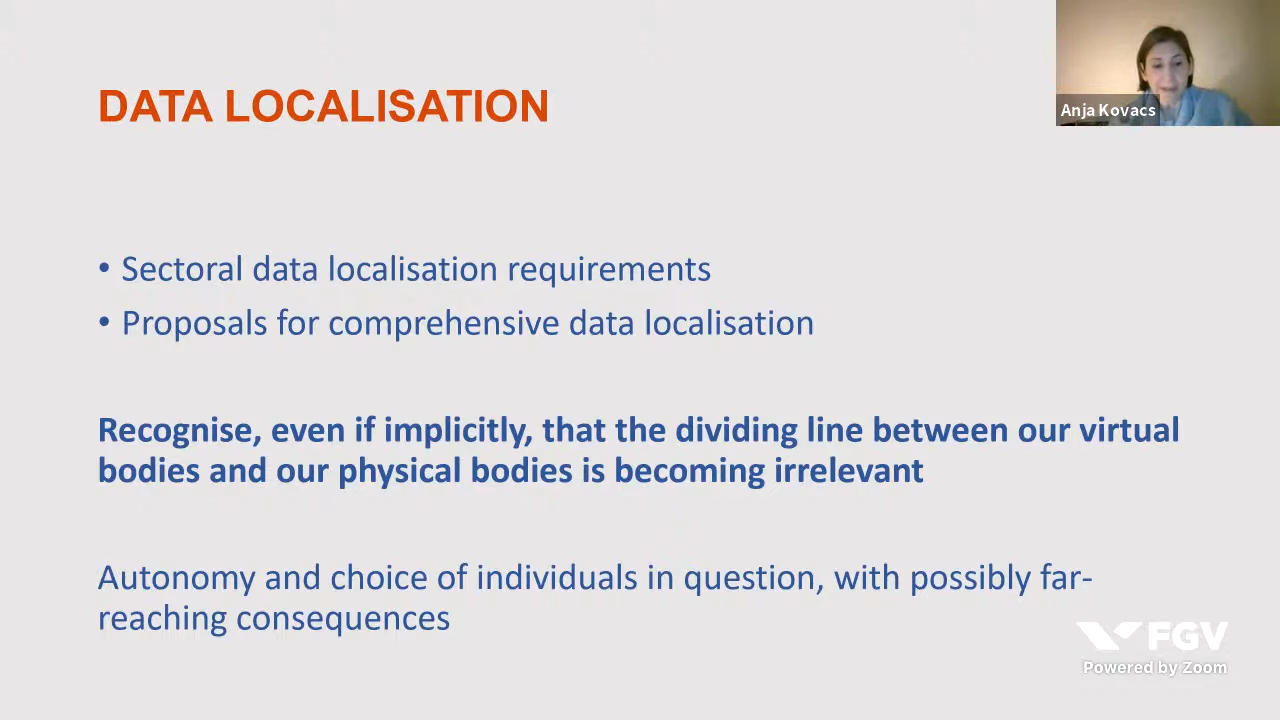 DATA LOCALISATION
Anja Kovacs
• Sectoral data localisation requirements
• Proposals for comprehensive data localisation
Recognise, even if implicitly, that the dividing line between our virtual
bodies and our physical bodies is becoming irrelevant
Autonomy and choice of individuals in question, with possibly far-
reaching consequences
FGV
Powered by Zoom